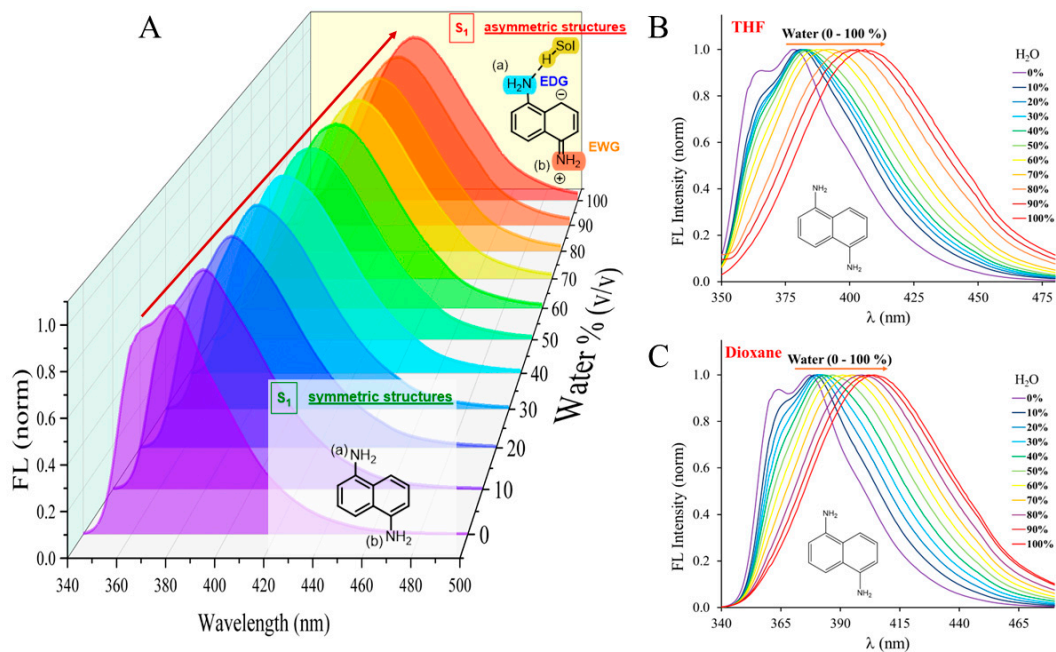 A
S₁ asymmetric structures
Sol
H
(a)
H₂N
EDG
⊖
(b)
NH₂
EWG
⊕
FL (norm)
1.0
0.8
0.6
0.4
0.2
0.0
340 360 380 400 420 440 460 480 500
Wavelength (nm)
Water % (v/v)
100
90
80
70
60
50
40
30
20
10
0
S₁ symmetric structures
(a)
NH₂
(b)
NH₂
B
THF
Water (0 - 100 %)
H₂O
0%
10%
20%
30%
40%
50%
60%
70%
80%
90%
100%
FL Intensity (norm)
1.0
0.8
0.6
0.4
0.2
0.0
NH₂
NH₂
350 375 400 425 450 475
λ (nm)
C
Dioxane
Water (0 - 100 %)
H₂O
0%
10%
20%
30%
40%
50%
60%
70%
80%
90%
100%
FL Intensity (norm)
1.0
0.8
0.6
0.4
0.2
0.0
NH₂
NH₂
340 365 390 415 440 465
λ (nm)